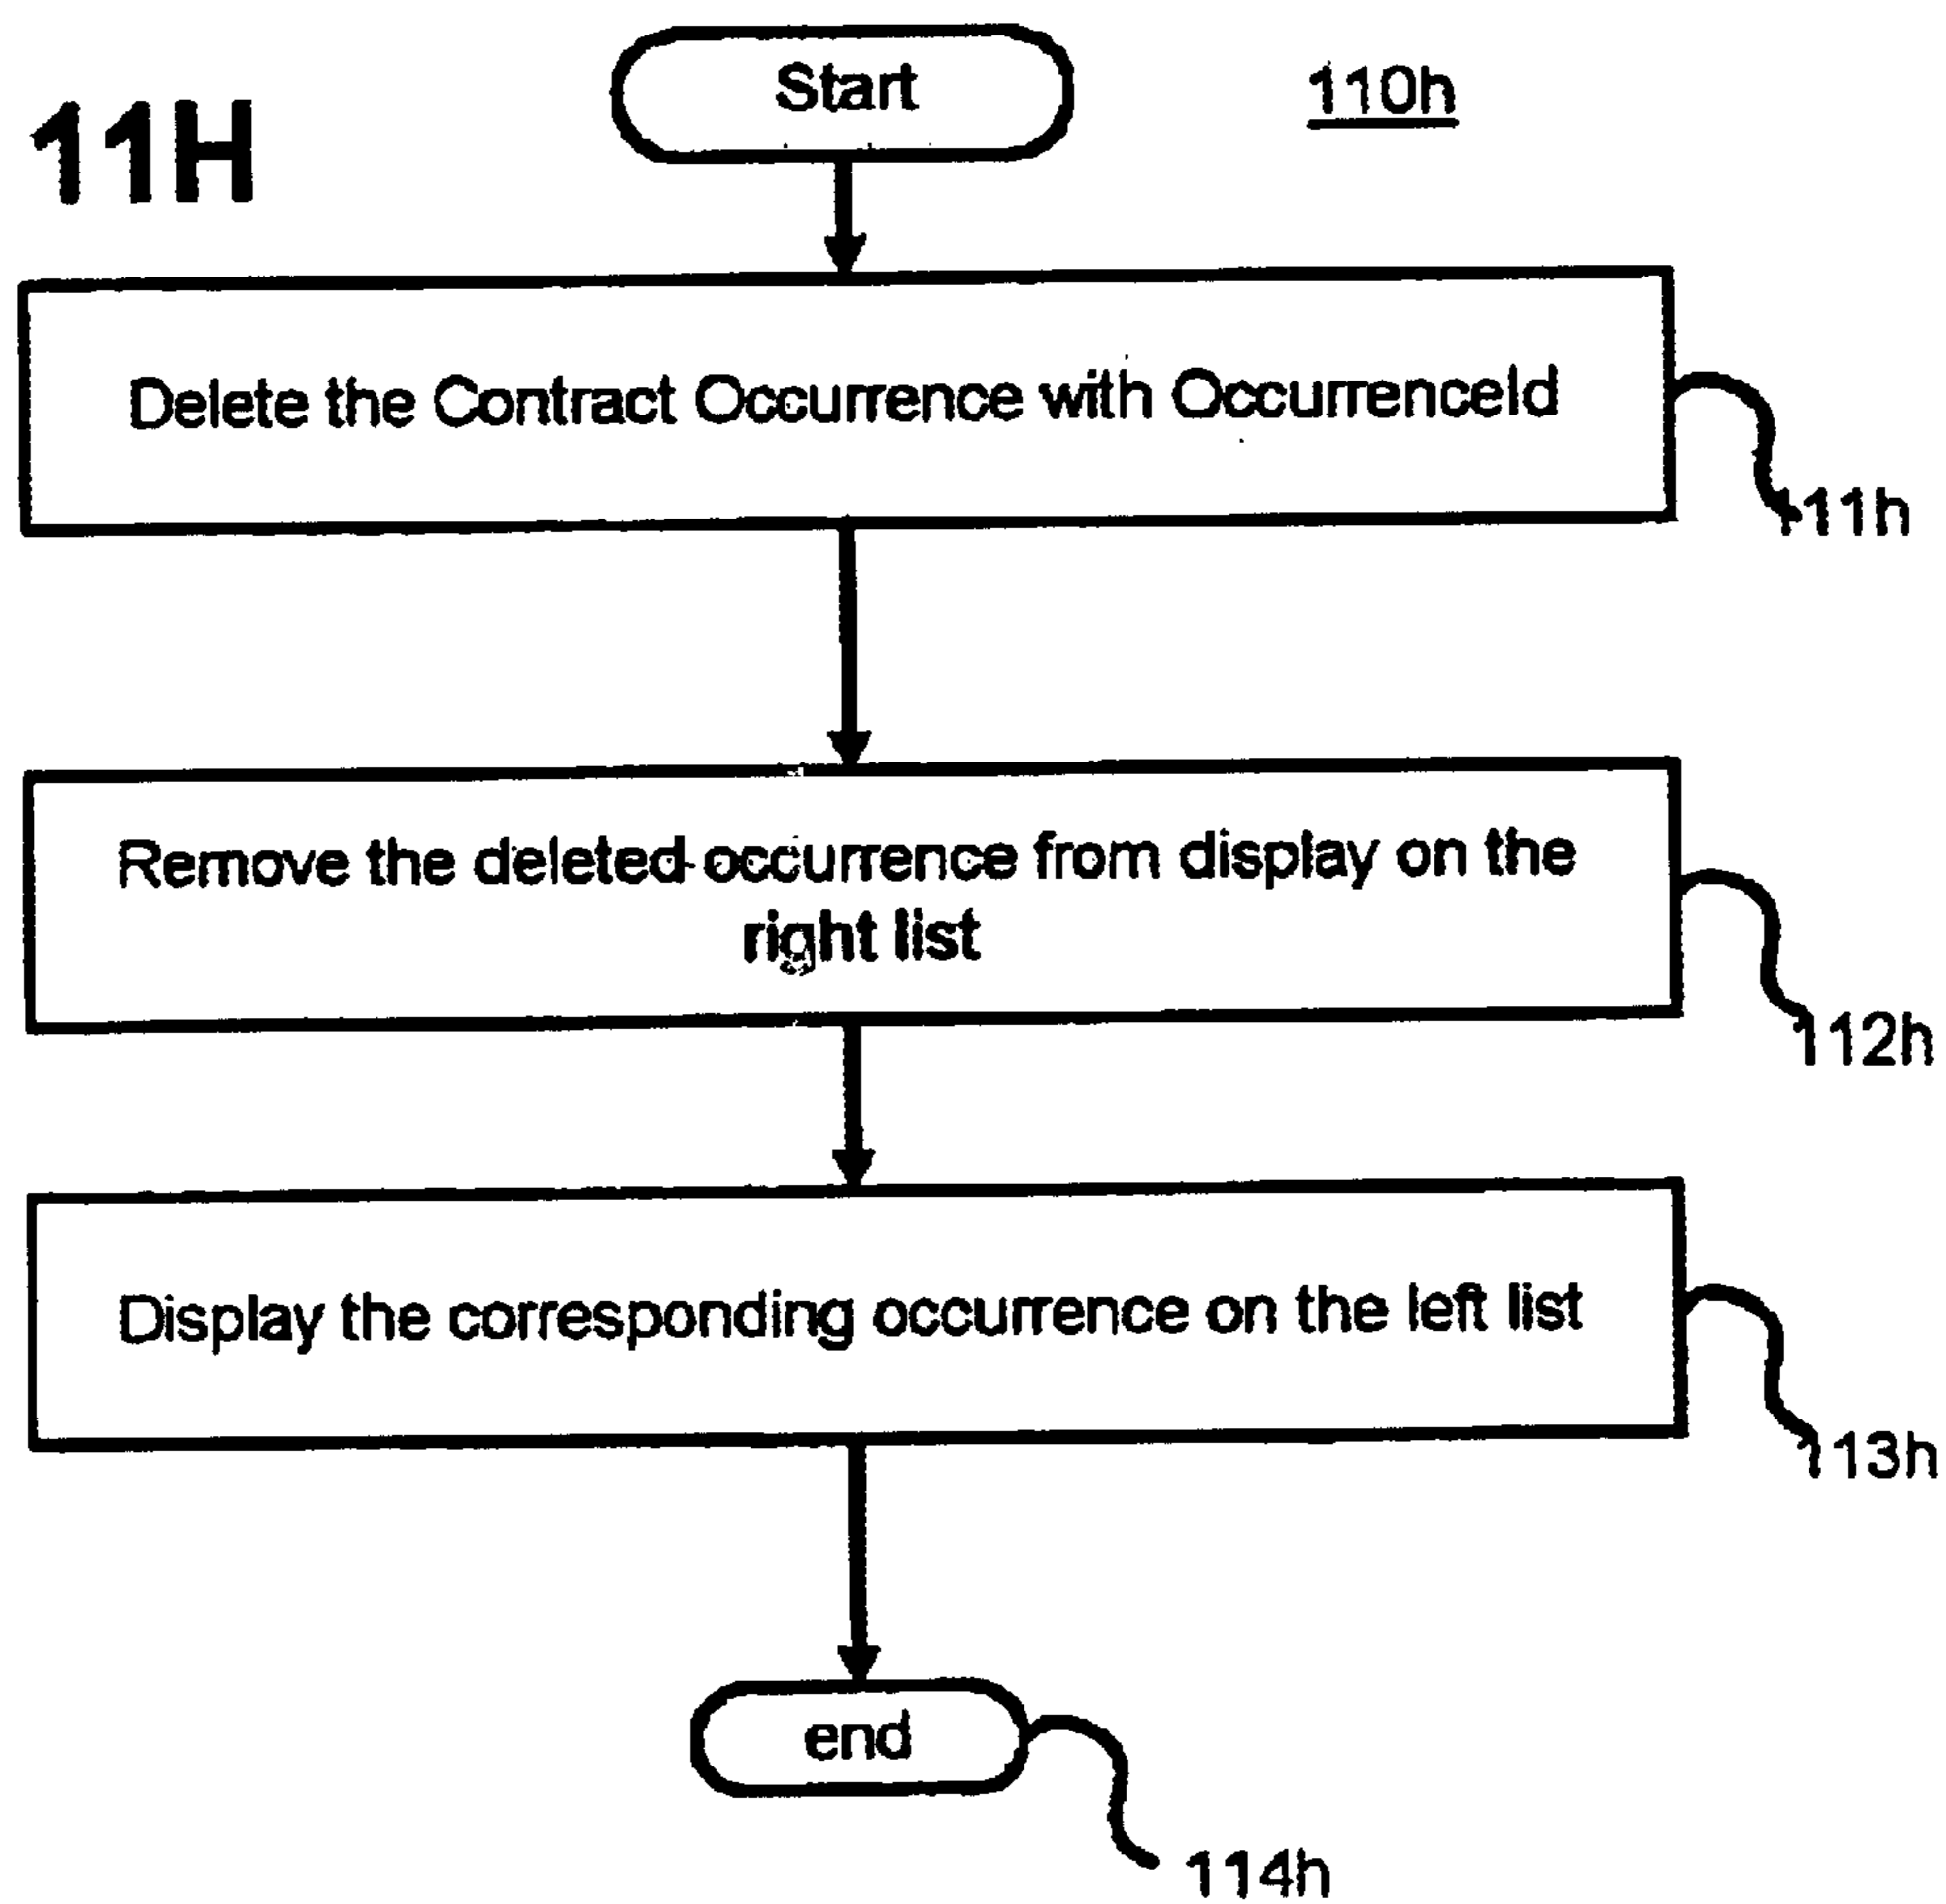 11H
Start
110h
Delete the Contract Occurrence with OccurrenceId
111h
Remove the deleted occurrence from display on the
right list
112h
Display the corresponding occurrence on the left list
113h
end
114h